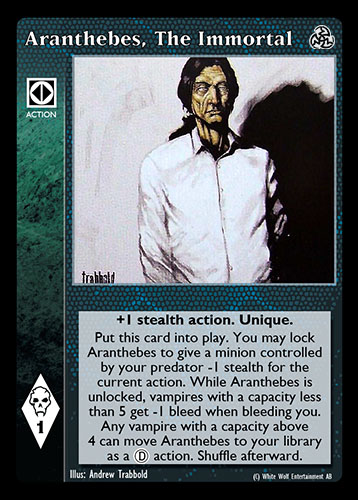 Aranthebes, The Immortal
ACTION
trabbold
+1 stealth action. Unique.
Put this card into play. You may lock
Aranthebes to give a minion controlled
by your predator -1 stealth for the
current action. While Aranthebes is
unlocked, vampires with a capacity less
than 5 get -1 bleed when bleeding you.
Any vampire with a capacity above
4 can move Aranthebes to your library
as a Ⓓ action. Shuffle afterward.
1
Illus: Andrew Trabbold
(C) White Wolf Entertainment AB